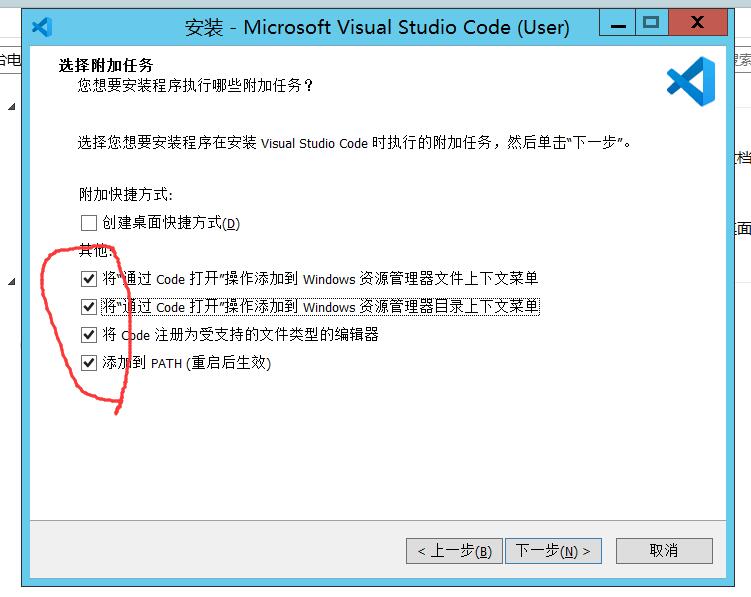 安装 - Microsoft Visual Studio Code (User)
选择附加任务
您想要安装程序执行哪些附加任务？
选择您想要安装程序在安装 Visual Studio Code 时执行的附加任务，然后单击“下一步”。
附加快捷方式:
创建桌面快捷方式(D)
其他:
将“通过 Code 打开”操作添加到 Windows 资源管理器文件上下文菜单
将“通过 Code 打开”操作添加到 Windows 资源管理器目录上下文菜单
将 Code 注册为受支持的文件类型的编辑器
添加到 PATH (重启后生效)
< 上一步(B)
下一步(N) >
取消